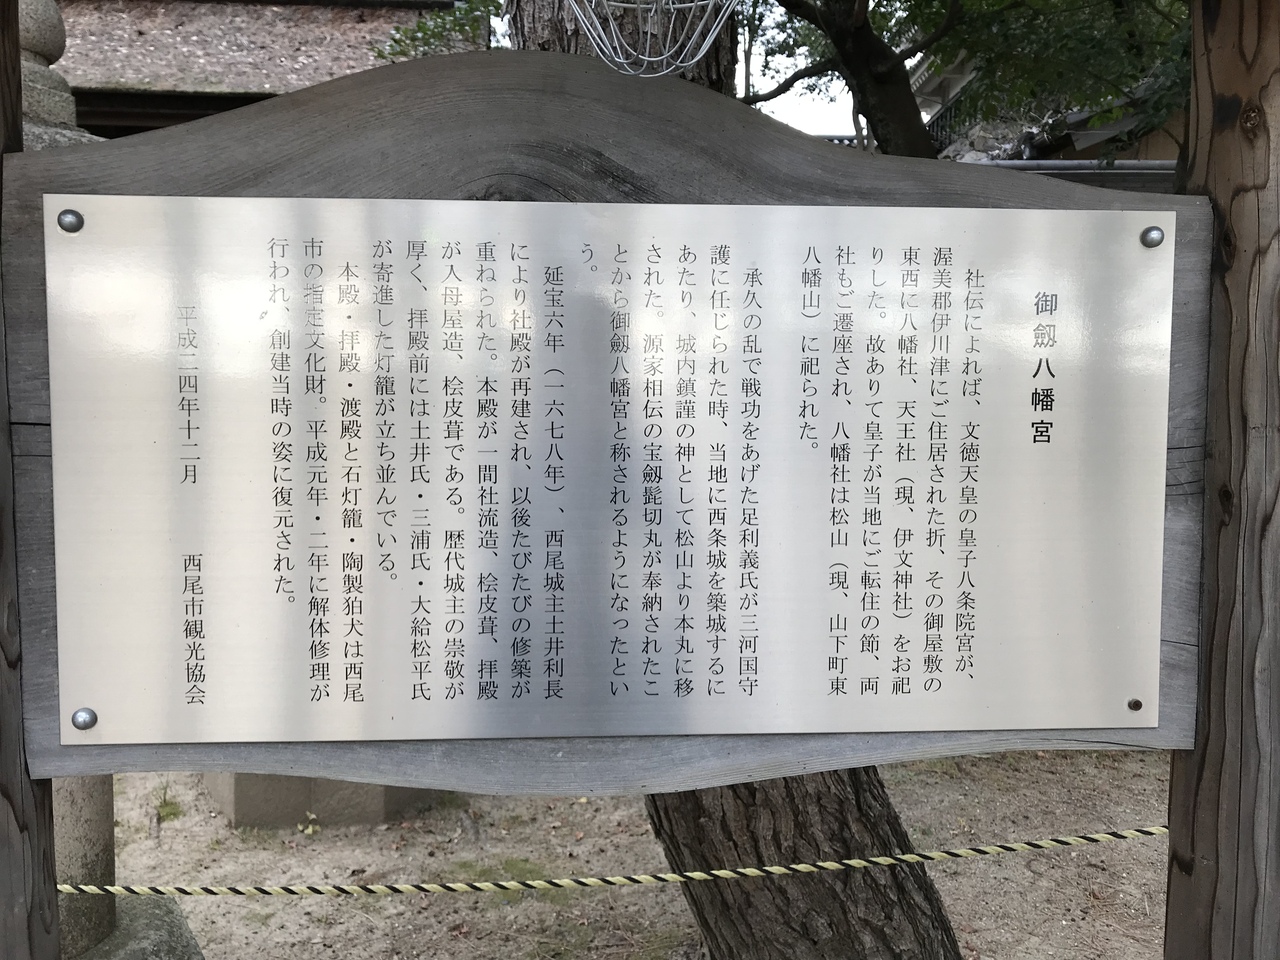 御劔八幡宮
社伝によれば、文徳天皇の皇子八条院宮が、
渥美郡伊川津にご住居された折、その御屋敷の
東西に八幡社、天王社（現、伊文神社）をお祀
りした。故ありて皇子が当地にご転住の節、両
社もご遷座され、八幡社は松山（現、山下町東
八幡山）に祀られた。
承久の乱で戦功をあげた足利義氏が三河国守
護に任じられた時、当地に西条城を築城するに
あたり、城内鎮謹の神として松山より本丸に移
された。源家相伝の宝劔髭切丸が奉納されたこ
とから御劔八幡宮と称されるようになったとい
う。
延宝六年（一六七八年）、西尾城主土井利長
により社殿が再建され、以後たびたびの修築が
重ねられた。本殿が一間社流造、桧皮葺、拝殿
が入母屋造、桧皮葺である。歴代城主の崇敬が
厚く、拝殿前には土井氏・三浦氏・大給松平氏
が寄進した灯籠が立ち並んでいる。
本殿・拝殿・渡殿と石灯籠・陶製狛犬は西尾
市の指定文化財。平成元年・二年に解体修理が
行われ、創建当時の姿に復元された。
平成二四年十二月　　西尾市観光協会